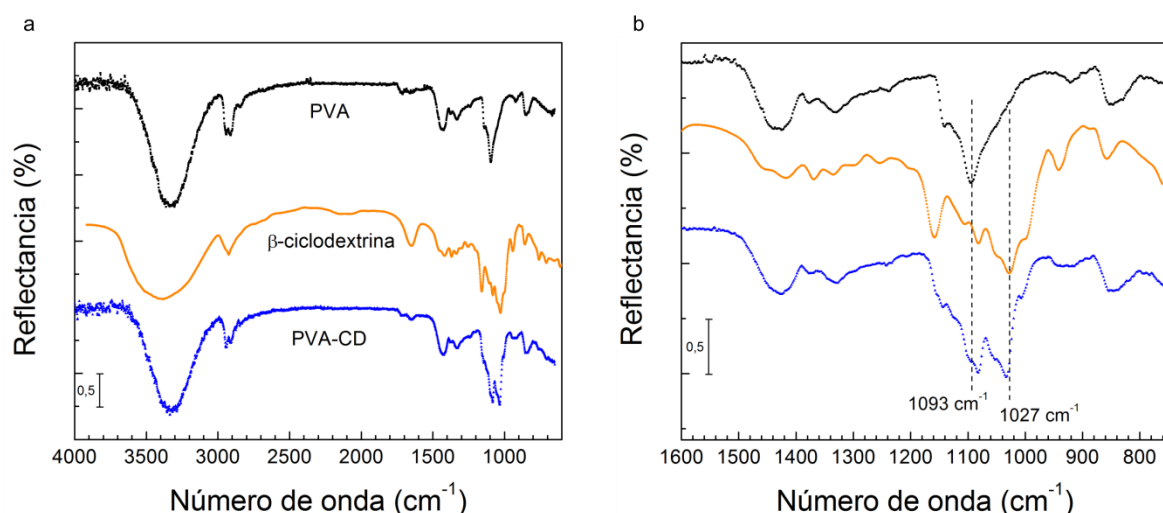 a
Reflectancia (%)
PVA
β-ciclodextrina
PVA-CD
0,5
4000 3500 3000 2500 2000 1500 1000
Número de onda (cm⁻¹)
b
Reflectancia (%)
0,5
1093 cm⁻¹
1027 cm⁻¹
1600 1500 1400 1300 1200 1100 1000 900 800
Número de onda (cm⁻¹)